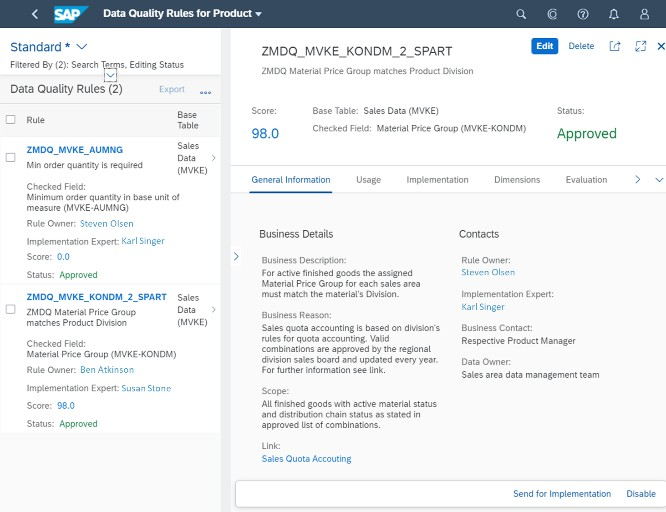 SAP Data Quality Rules for Product
Standard *
Filtered By (2): Search Terms, Editing Status
Data Quality Rules (2) Export ...
Rule Base Table
ZMDQ_MVKE_AUMNG Sales Data (MVKE)
Min order quantity is required
Checked Field:
Minimum order quantity in base unit of
measure (MVKE-AUMNG)
Rule Owner: Steven Olsen
Implementation Expert: Karl Singer
Score: 0.0
Status: Approved
ZMDQ_MVKE_KONDM_2_SPART Sales Data (MVKE)
ZMDQ Material Price Group
matches Product Division
Checked Field:
Material Price Group (MVKE-KONDM)
Rule Owner: Ben Atkinson
Implementation Expert: Susan Stone
Score: 98.0
Status: Approved
ZMDQ_MVKE_KONDM_2_SPART Edit Delete
ZMDQ Material Price Group matches Product Division
Score: 98.0
Base Table: Sales Data (MVKE)
Checked Field: Material Price Group (MVKE-KONDM)
Status: Approved
General Information Usage Implementation Dimensions Evaluation
Business Details
Business Description:
For active finished goods the assigned
Material Price Group for each sales area
must match the material's Division.
Business Reason:
Sales quota accounting is based on division's
rules for quota accounting. Valid
combinations are approved by the regional
division sales board and updated every year.
For further information see link.
Scope:
All finished goods with active material status
and distribution chain status as stated in
approved list of combinations.
Link:
Sales Quota Accouting
Contacts
Rule Owner:
Steven Olsen
Implementation Expert:
Karl Singer
Business Contact:
Respective Product Manager
Data Owner:
Sales area data management team
Send for Implementation Disable